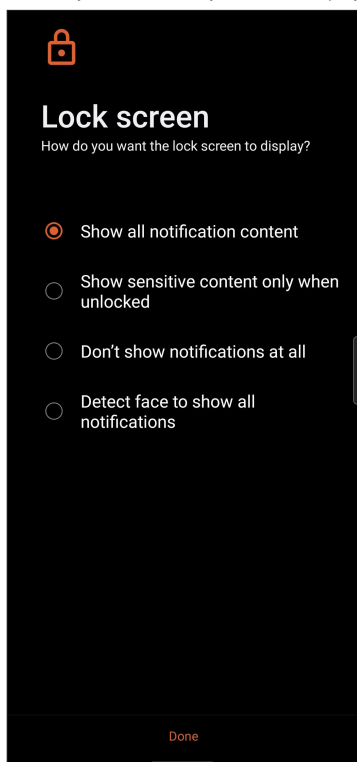 Lock screen
How do you want the lock screen to display?
Show all notification content
Show sensitive content only when
unlocked
Don't show notifications at all
Detect face to show all
notifications
Done